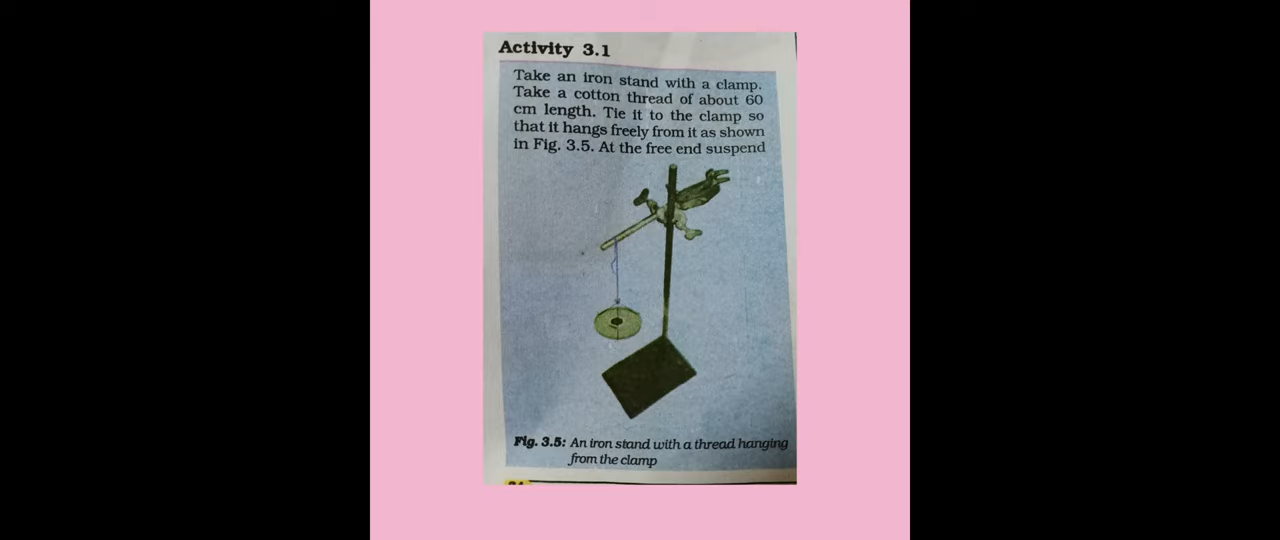 Activity 3.1
Take an iron stand with a clamp.
Take a cotton thread of about 60
cm length. Tie it to the clamp so
that it hangs freely from it as shown
in Fig. 3.5. At the free end suspend
Fig. 3.5: An iron stand with a thread hanging
from the clamp